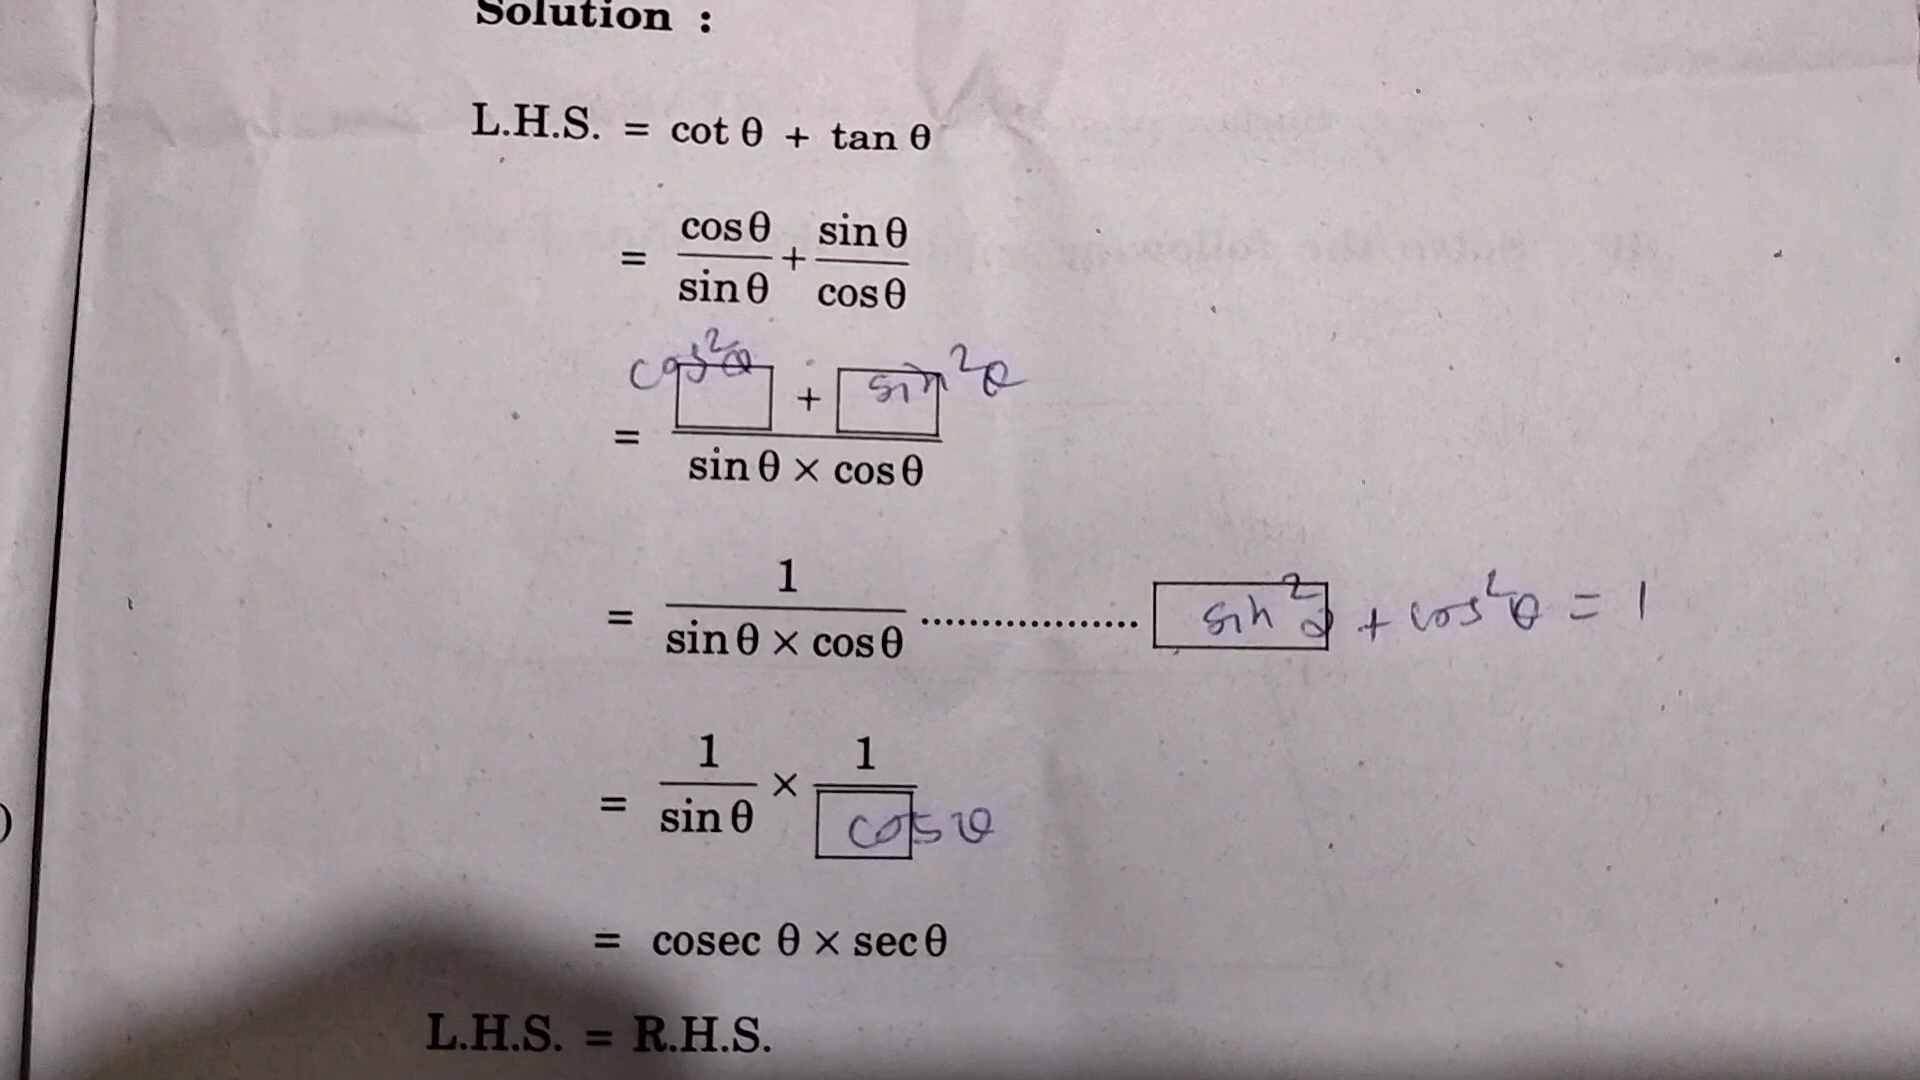 Solution :
L.H.S. = cot θ + tan θ
= cosθ/sinθ + sinθ/cosθ
= cos²θ + sin²θ / sinθ × cosθ
= 1 / sinθ × cosθ .................. sin²θ + cos²θ = 1
= 1/sinθ × 1/cosθ
= cosec θ × secθ
L.H.S. = R.H.S.